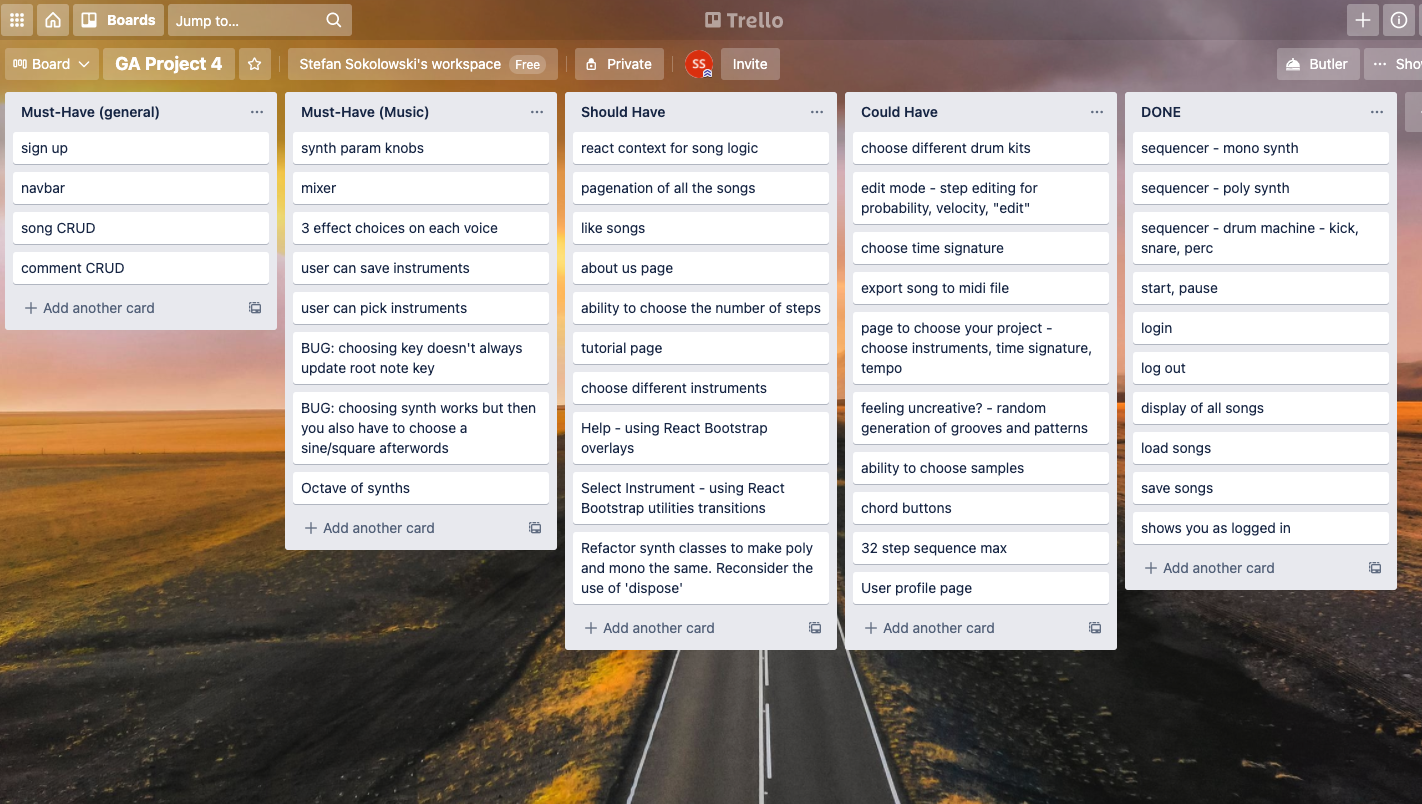 Boards
Jump to...
Trello
Board
GA Project 4
Stefan Sokolowski's workspace
Free
Private
SS
Invite
Butler
Must-Have (general)
sign up
navbar
song CRUD
comment CRUD
Add another card
Must-Have (Music)
synth param knobs
mixer
3 effect choices on each voice
user can save instruments
user can pick instruments
BUG: choosing key doesn't always
update root note key
BUG: choosing synth works but then
you also have to choose a
sine/square afterwords
Octave of synths
Add another card
Should Have
react context for song logic
pagenation of all the songs
like songs
about us page
ability to choose the number of steps
tutorial page
choose different instruments
Help - using React Bootstrap
overlays
Select Instrument - using React
Bootstrap utilities transitions
Refactor synth classes to make poly
and mono the same. Reconsider the
use of 'dispose'
Add another card
Could Have
choose different drum kits
edit mode - step editing for
probability, velocity, "edit"
choose time signature
export song to midi file
page to choose your project -
choose instruments, time signature,
tempo
feeling uncreative? - random
generation of grooves and patterns
ability to choose samples
chord buttons
32 step sequence max
User profile page
Add another card
DONE
sequencer - mono synth
sequencer - poly synth
sequencer - drum machine - kick,
snare, perc
start, pause
login
log out
display of all songs
load songs
save songs
shows you as logged in
Add another card